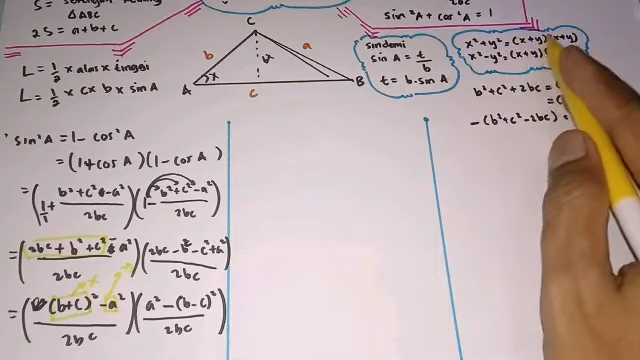 S = Setengah
ΔABC
2S = a+b+c
2bc
sin²A + cos²A = 1
L = 1/2 x alas x tinggi
L = 1/2 x c x b x sin A
C
b
a
t
A
x
B
c
sindemi
sin A = t/b
t = b.sin A
x²+y² = (x+y)(x+y)
x²-y² = (x+y)(
b²+c²+2bc =
= (
-(b²+c²-2bc) =
sin²A = 1 - cos²A
= (1+cos A)(1-cos A)
= (1/1 + b²+c²-a²/2bc)(1 - b²+c²-a²/2bc)
= (2bc+b²+c²-a²/2bc)(2bc-b²-c²+a²/2bc)
= ((b+c)²-a²/2bc)(a²-(b-c)²/2bc)